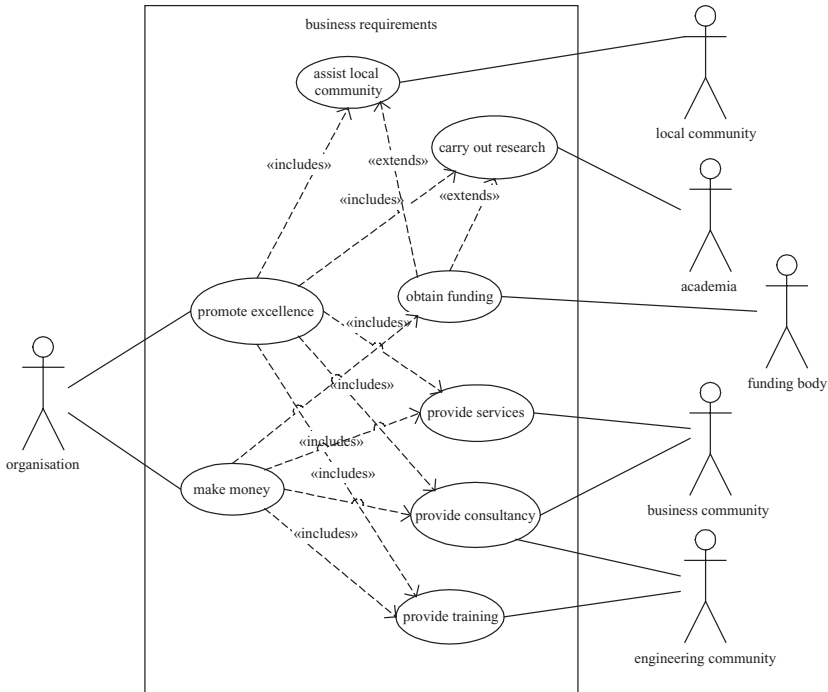 business requirements
assist local
community
local community
carry out research
«includes»
«extends»
«includes»
«extends»
academia
promote excellence
obtain funding
«includes»
funding body
«includes»
provide services
organisation
«includes»
«includes»
make money
provide consultancy
business community
«includes»
provide training
engineering community